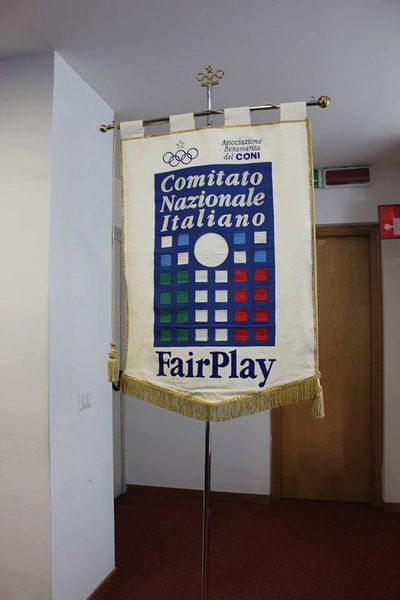 Associazione
Benemerita
del CONI
Comitato
Nazionale
Italiano
FairPlay